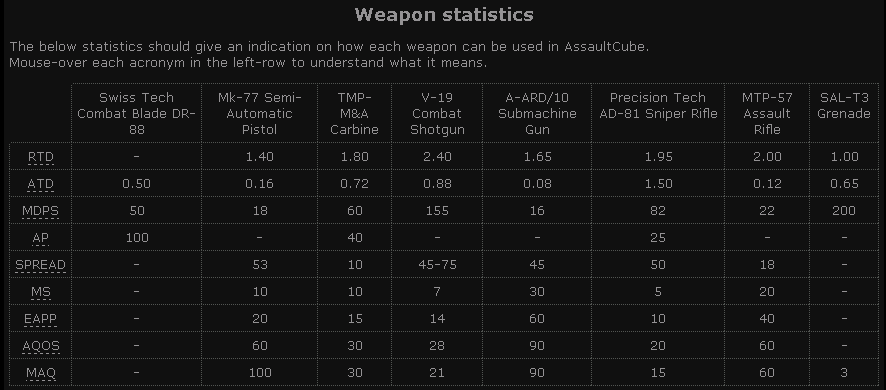 Weapon statistics
The below statistics should give an indication on how each weapon can be used in AssaultCube.
Mouse-over each acronym in the left-row to understand what it means.
Swiss Tech Combat Blade DR-88 Mk-77 Semi-Automatic Pistol TMP-M&A Carbine V-19 Combat Shotgun A-ARD/10 Submachine Gun Precision Tech AD-81 Sniper Rifle MTP-57 Assault Rifle SAL-T3 Grenade
RTD - 1.40 1.80 2.40 1.65 1.95 2.00 1.00
ATD 0.50 0.16 0.72 0.88 0.08 1.50 0.12 0.65
MDPS 50 18 60 155 16 82 22 200
AP 100 - 40 - - 25 - -
SPREAD - 53 10 45-75 45 50 18 -
MS - 10 10 7 30 5 20 -
EAPP - 20 15 14 60 10 40 -
AQOS - 60 30 28 90 20 60 -
MAQ - 100 30 21 90 15 60 3